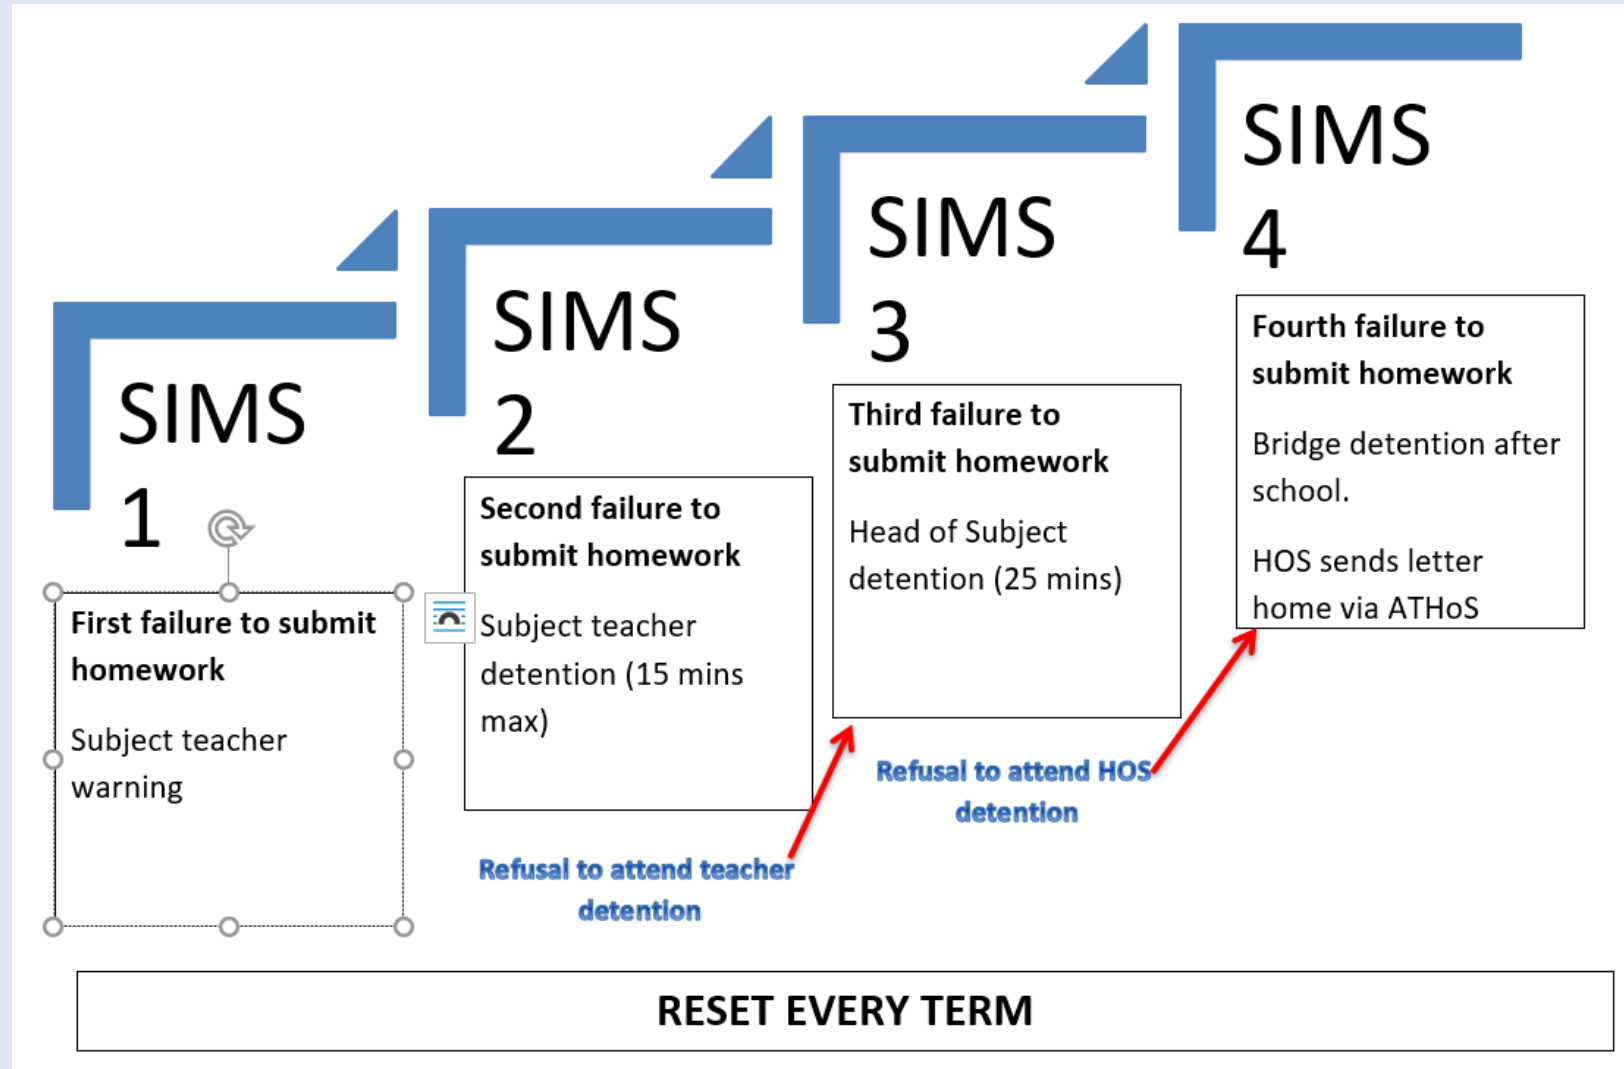 SIMS
1
First failure to submit
homework
Subject teacher
warning
SIMS
2
Second failure to
submit homework
Subject teacher
detention (15 mins
max)
Refusal to attend teacher
detention
SIMS
3
Third failure to
submit homework
Head of Subject
detention (25 mins)
Refusal to attend HOS
detention
SIMS
4
Fourth failure to
submit homework
Bridge detention after
school.
HOS sends letter
home via ATHoS
RESET EVERY TERM